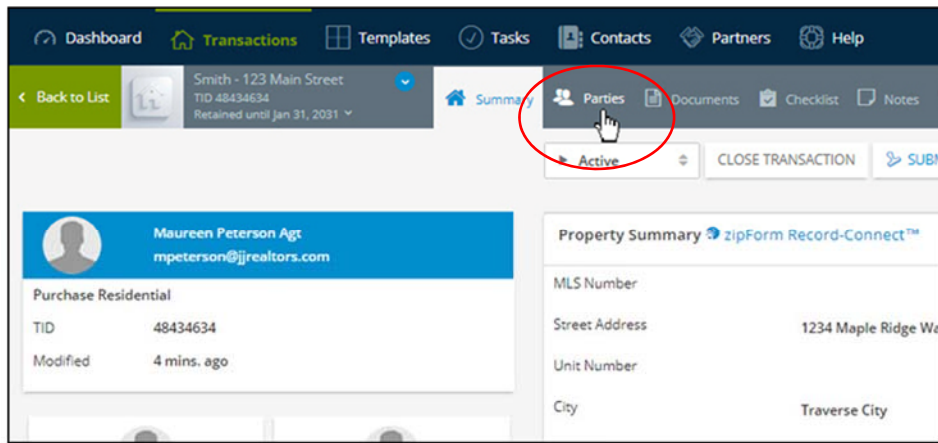 Dashboard Transactions Templates Tasks Contacts Partners Help
Back to List
Smith - 123 Main Street
TID 48434634
Retained until Jan 31, 2031
Summary Parties Documents Checklist Notes
Active CLOSE TRANSACTION
Maureen Peterson Agt
mpeterson@jjrealtors.com
Purchase Residential
TID 48434634
Modified 4 mins. ago
Property Summary zipForm Record-Connect™
MLS Number
Street Address 1234 Maple Ridge
Unit Number
City Traverse City